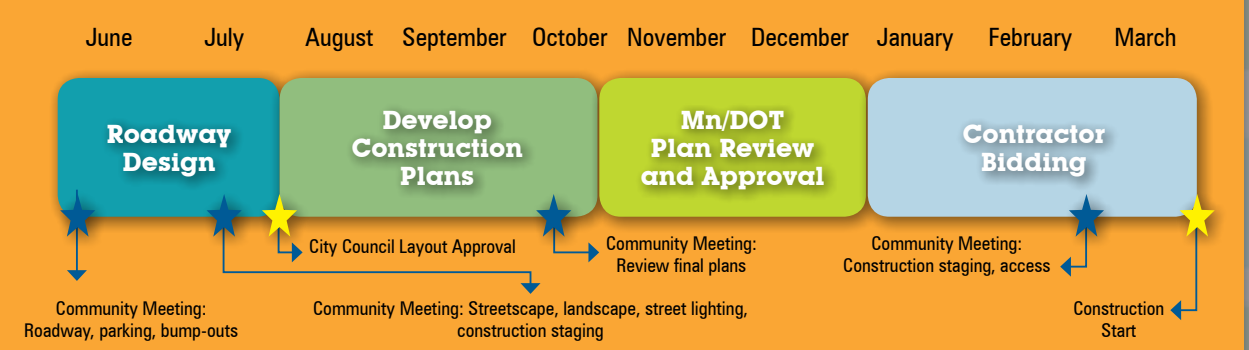 June July August September October November December January February March
Roadway
Design
Develop
Construction
Plans
Mn/DOT
Plan Review
and Approval
Contractor
Bidding
City Council Layout Approval
Community Meeting:
Review final plans
Community Meeting:
Construction staging, access
Community Meeting:
Roadway, parking, bump-outs
Community Meeting: Streetscape, landscape, street lighting,
construction staging
Construction
Start